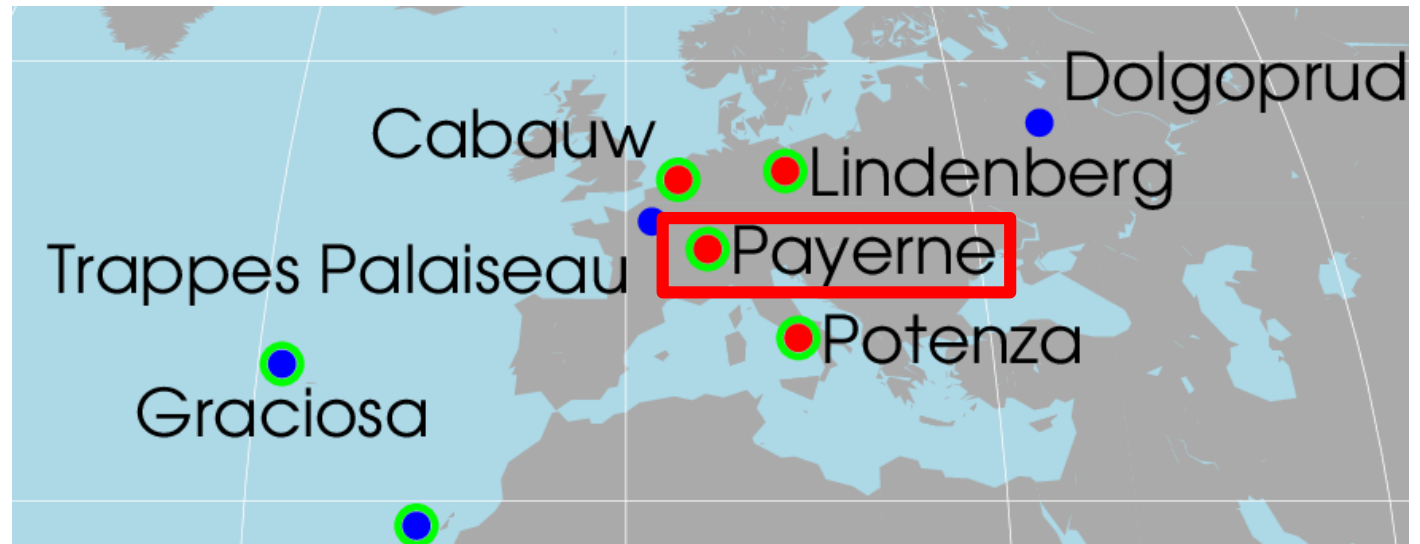 Dolgoprud
Cabauw
Lindenberg
Payerne
Trappes Palaiseau
Potenza
Graciosa